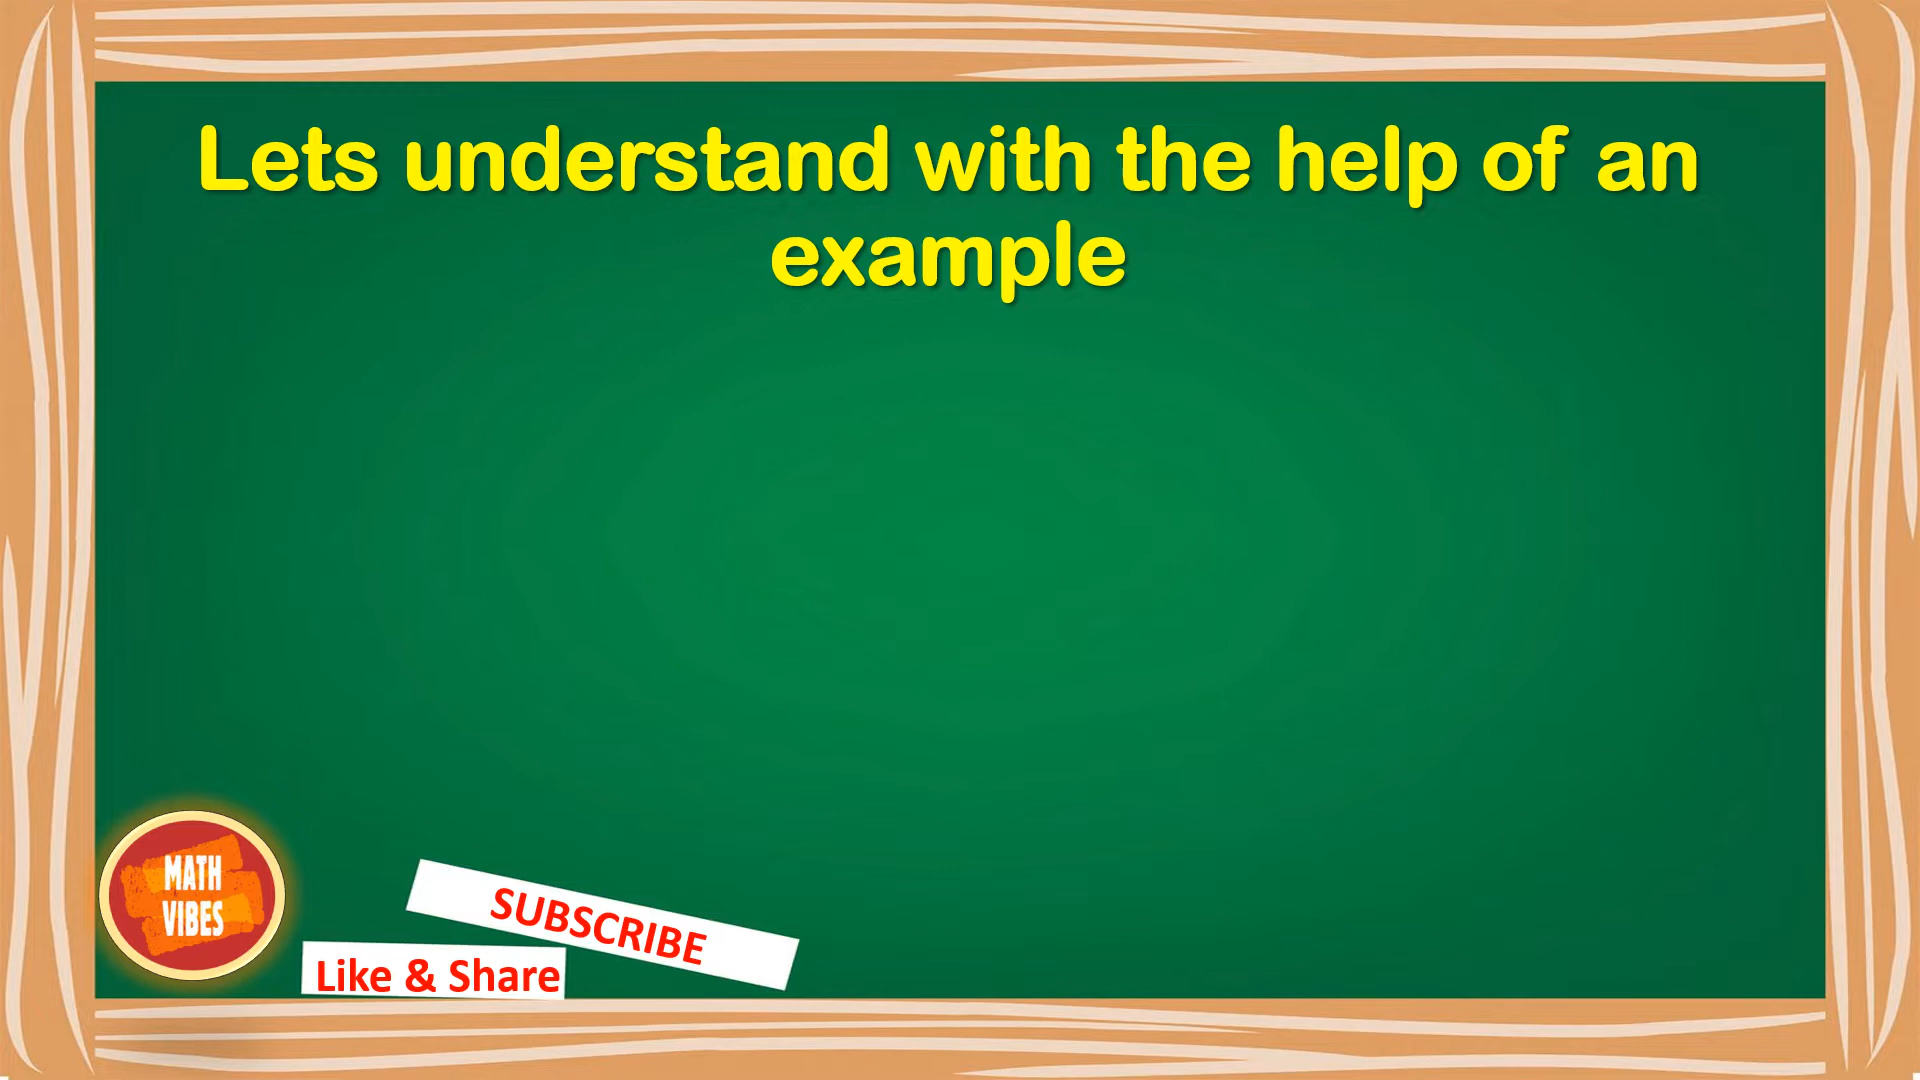 Lets understand with the help of an
example
MATH
VIBES
SUBSCRIBE
Like & Share